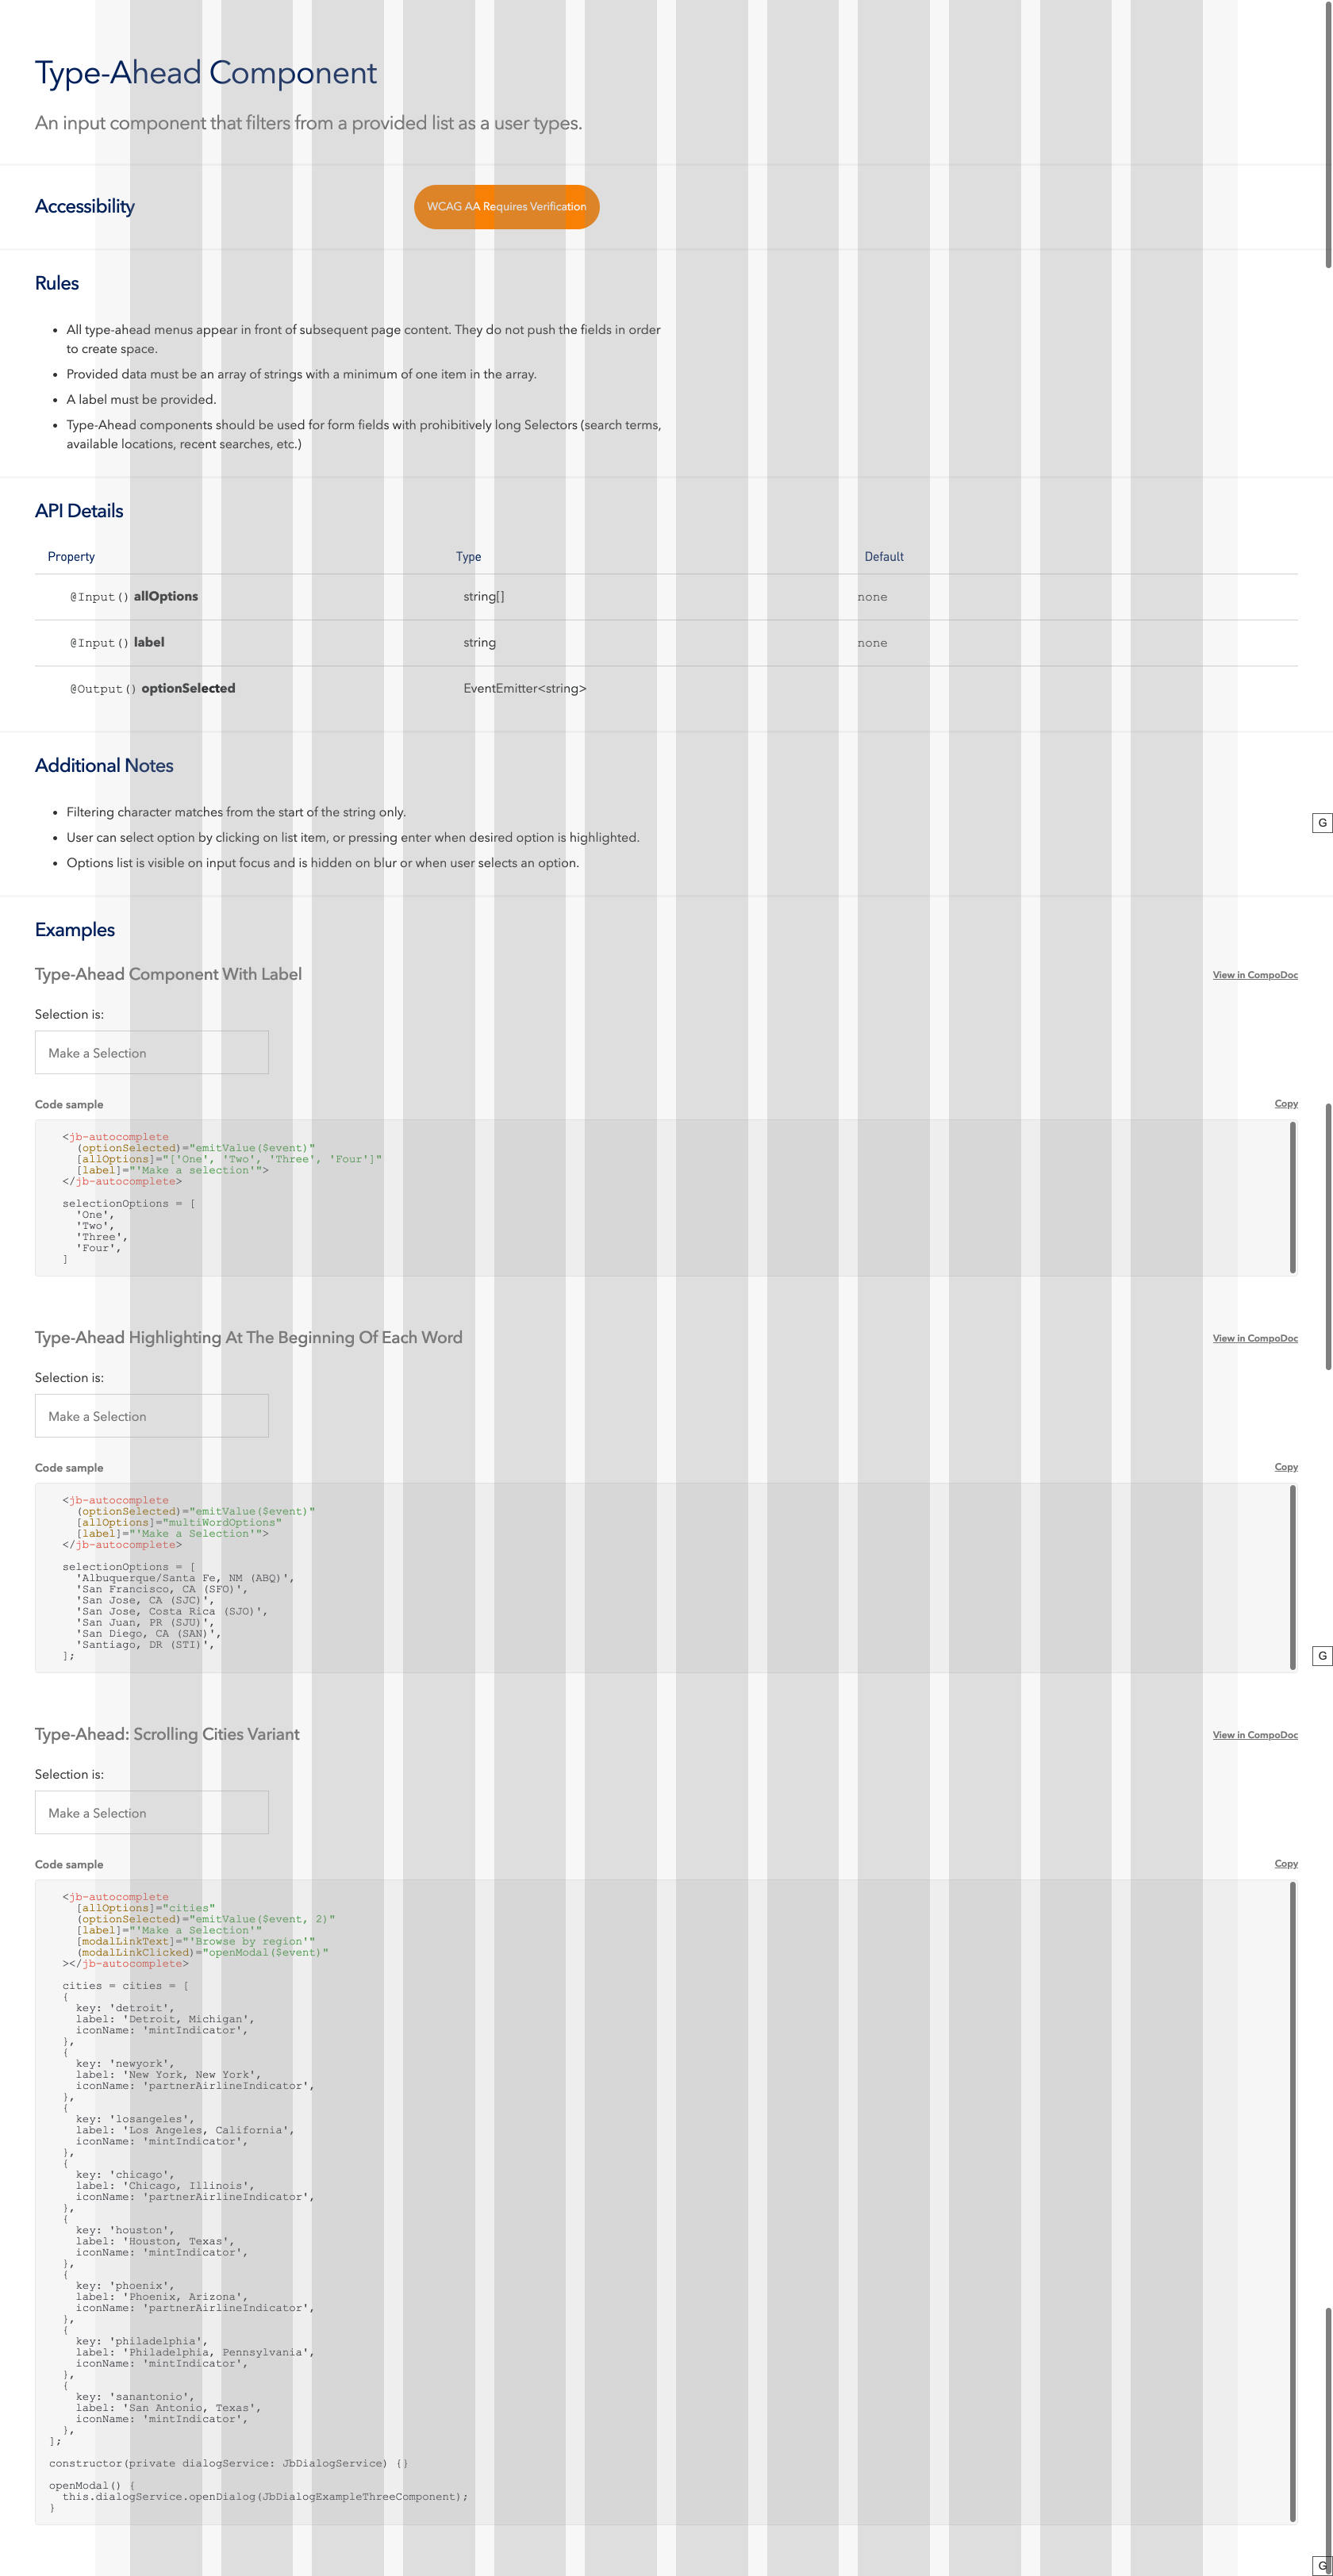 Type-Ahead Component
An input component that filters from a provided list as a user types.
Accessibility
WCAG AA Requires Verification
Rules
• All type-ahead menus appear in front of subsequent page content. They do not push the fields in order
to create space.
• Provided data must be an array of strings with a minimum of one item in the array.
• A label must be provided.
• Type-Ahead components should be used for form fields with prohibitively long Selectors (search terms,
available locations, recent searches, etc.)
API Details
Property Type Default
@Input() allOptions string[] none
@Input() label string none
@Output() optionSelected EventEmitter<string>
Additional Notes
• Filtering character matches from the start of the string only.
G
• User can select option by clicking on list item, or pressing enter when desired option is highlighted.
• Options list is visible on input focus and is hidden on blur or when user selects an option.
Examples
Type-Ahead Component With Label View in CompoDoc
Selection is:
Make a Selection
Code sample Copy
<jb-autocomplete
(optionSelected)="emitValue($event)"
[allOptions]="['One', 'Two', 'Three', 'Four']"
[label]="'Make a selection'">
</jb-autocomplete>
selectionOptions = [
'One',
'Two',
'Three',
'Four',
]
Type-Ahead Highlighting At The Beginning Of Each Word View in CompoDoc
Selection is:
Make a Selection
Code sample Copy
<jb-autocomplete
(optionSelected)="emitValue($event)"
[allOptions]="multiWordOptions"
[label]="'Make a Selection'">
</jb-autocomplete>
selectionOptions = [
'Albuquerque/Santa Fe, NM (ABQ)',
'San Francisco, CA (SFO)',
'San Jose, CA (SJC)',
'San Jose, Costa Rica (SJO)',
'San Juan, PR (SJU)',
'San Diego, CA (SAN)',
'Santiago, DR (STI)',
];
G
Type-Ahead: Scrolling Cities Variant View in CompoDoc
Selection is:
Make a Selection
Code sample Copy
<jb-autocomplete
[allOptions]="cities"
(optionSelected)="emitValue($event, 2)"
[label]="'Make a Selection'"
[modalLinkText]="'Browse by region'"
(modalLinkClicked)="openModal($event)"
></jb-autocomplete>
cities = cities = [
{
key: 'detroit',
label: 'Detroit, Michigan',
iconName: 'mintIndicator',
},
{
key: 'newyork',
label: 'New York, New York',
iconName: 'partnerAirlineIndicator',
},
{
key: 'losangeles',
label: 'Los Angeles, California',
iconName: 'mintIndicator',
},
{
key: 'chicago',
label: 'Chicago, Illinois',
iconName: 'partnerAirlineIndicator',
},
{
key: 'houston',
label: 'Houston, Texas',
iconName: 'mintIndicator',
},
{
key: 'phoenix',
label: 'Phoenix, Arizona',
iconName: 'partnerAirlineIndicator',
},
{
key: 'philadelphia',
label: 'Philadelphia, Pennsylvania',
iconName: 'mintIndicator',
},
{
key: 'sanantonio',
label: 'San Antonio, Texas',
iconName: 'mintIndicator',
},
];
constructor(private dialogService: JbDialogService) {}
openModal() {
this.dialogService.openDialog(JbDialogExampleThreeComponent);
}
G